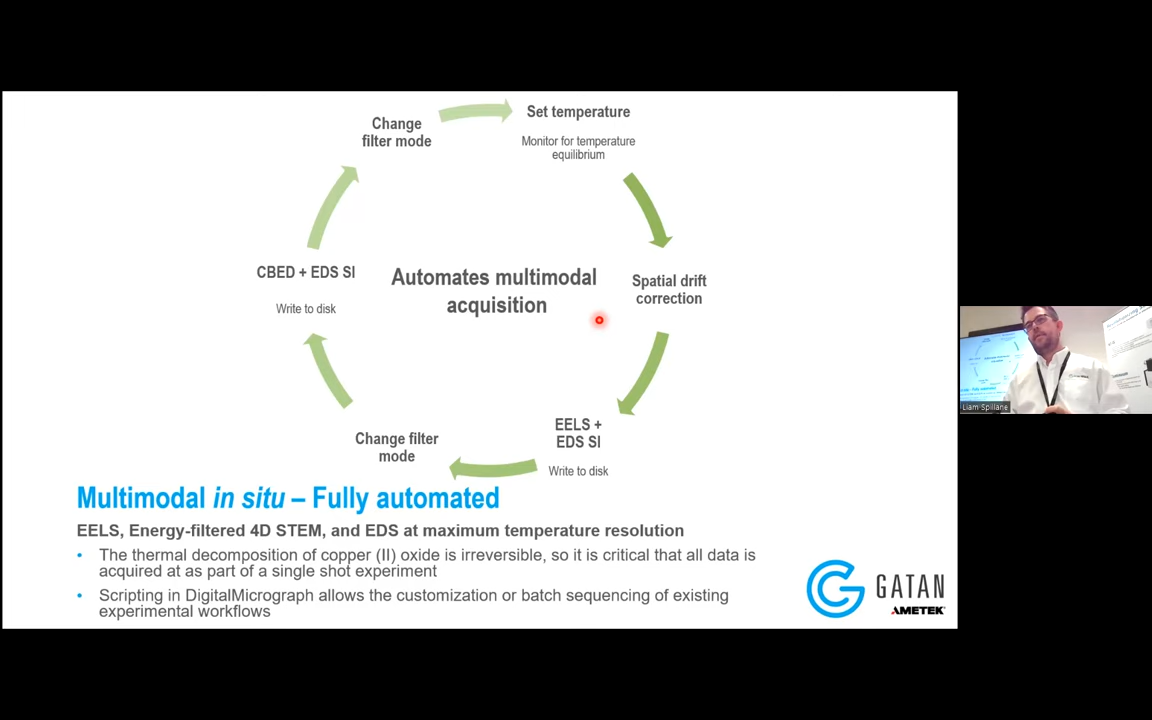 Change
filter mode
Set temperature
Monitor for temperature
equilibrium
CBED + EDS SI
Write to disk
Automates multimodal
acquisition
Spatial drift
correction
EELS +
EDS SI
Write to disk
Change filter
mode
Multimodal in situ – Fully automated
EELS, Energy-filtered 4D STEM, and EDS at maximum temperature resolution
• The thermal decomposition of copper (II) oxide is irreversible, so it is critical that all data is
acquired at as part of a single shot experiment
• Scripting in DigitalMicrograph allows the customization or batch sequencing of existing
experimental workflows
GATAN
AMETEK
Liam Spillane